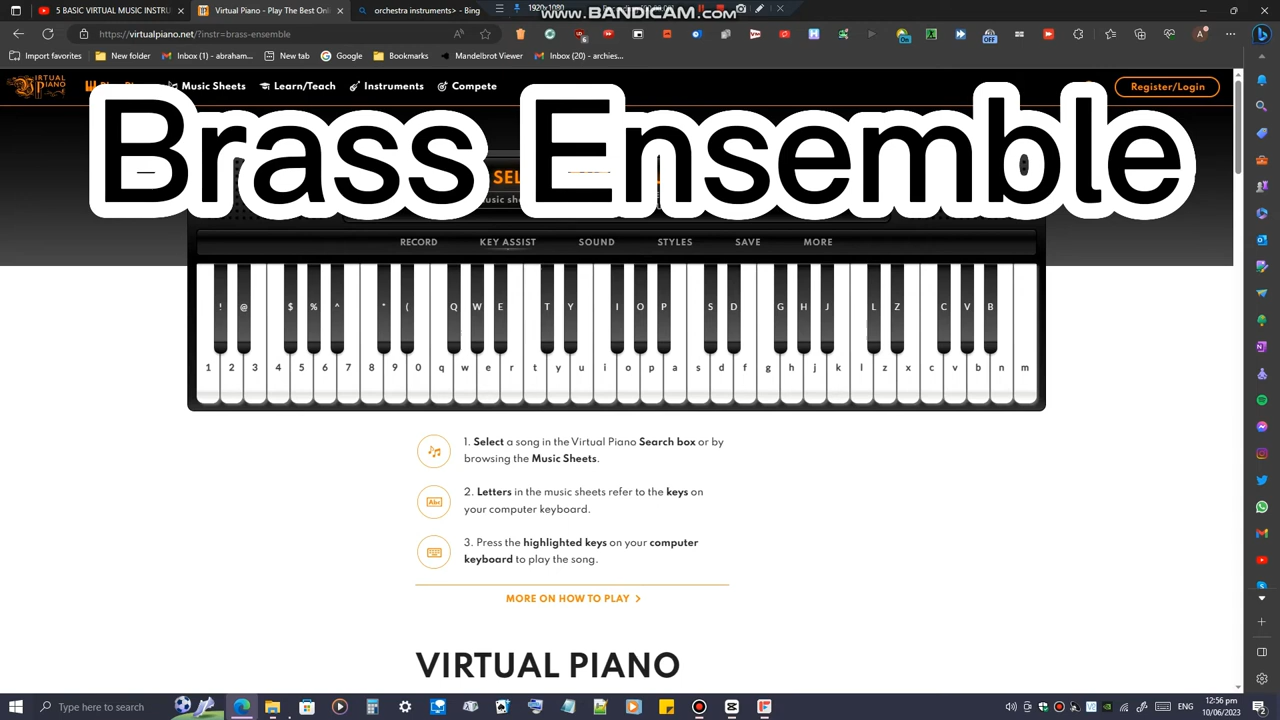 5 BASIC VIRTUAL MUSIC INSTRU
Virtual Piano - Play The Best Onl
orchestra instruments> - Bing
1920×1080
www.BANDICAM.com
https://virtualpiano.net/?instr=brass-ensemble
Import favorites
New folder
Inbox (1) - abraham...
New tab
Google
Bookmarks
Mandelbrot Viewer
Inbox (20) - archies...
VIRTUAL PIANO
Music Sheets
Learn/Teach
Instruments
Compete
Register/Login
Brass Ensemble
RECORD
KEY ASSIST
SOUND
STYLES
SAVE
MORE
! @ $ % ^ * ( Q W E T Y I O P S D G H J L Z C V B
1 2 3 4 5 6 7 8 9 0 q w e r t y u i o p a s d f g h j k l z x c v b n m
1. Select a song in the Virtual Piano Search box or by
browsing the Music Sheets.
2. Letters in the music sheets refer to the keys on
your computer keyboard.
3. Press the highlighted keys on your computer
keyboard to play the song.
MORE ON HOW TO PLAY >
VIRTUAL PIANO
Type here to search
ENG
12:56 pm
10/06/2023